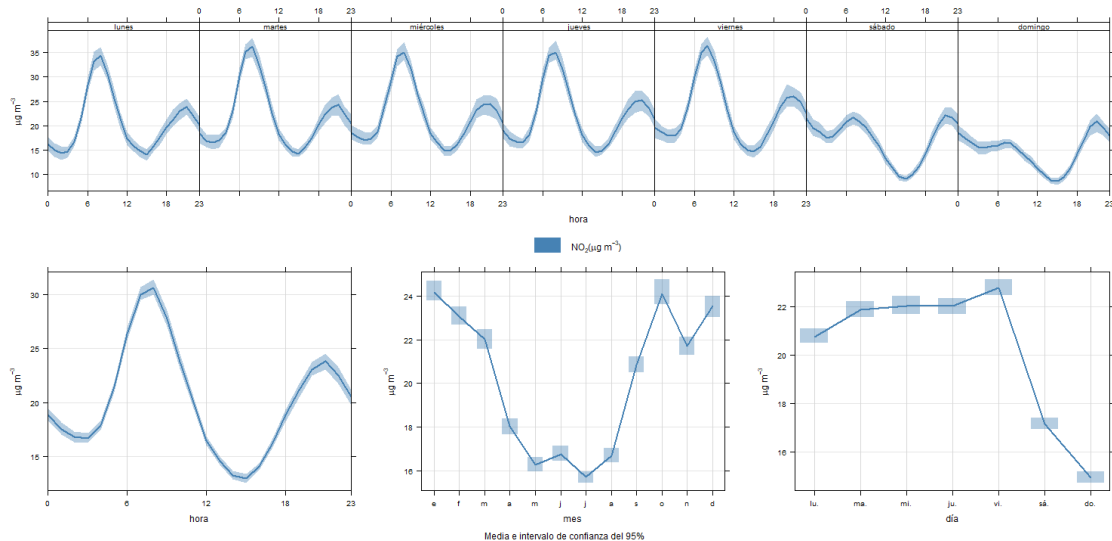 0 6 12 18 23 0 6 12 18 23 0 6 12 18 23
lunes martes miércoles jueves viernes sábado domingo
35
30
25
20
15
10
µg m⁻³
0 6 12 18 23 0 6 12 18 23 0 6 12 18 23 0 6 12 18 23
hora
NO₂(µg m⁻³)
30
25
20
15
µg m⁻³
0 6 12 18 23
hora
24
22
20
18
16
µg m⁻³
e f m a m j j a s o n d
mes
22
20
18
16
µg m⁻³
lu. ma. mi. ju. vi. sá. do.
día
Media e intervalo de confianza del 95%